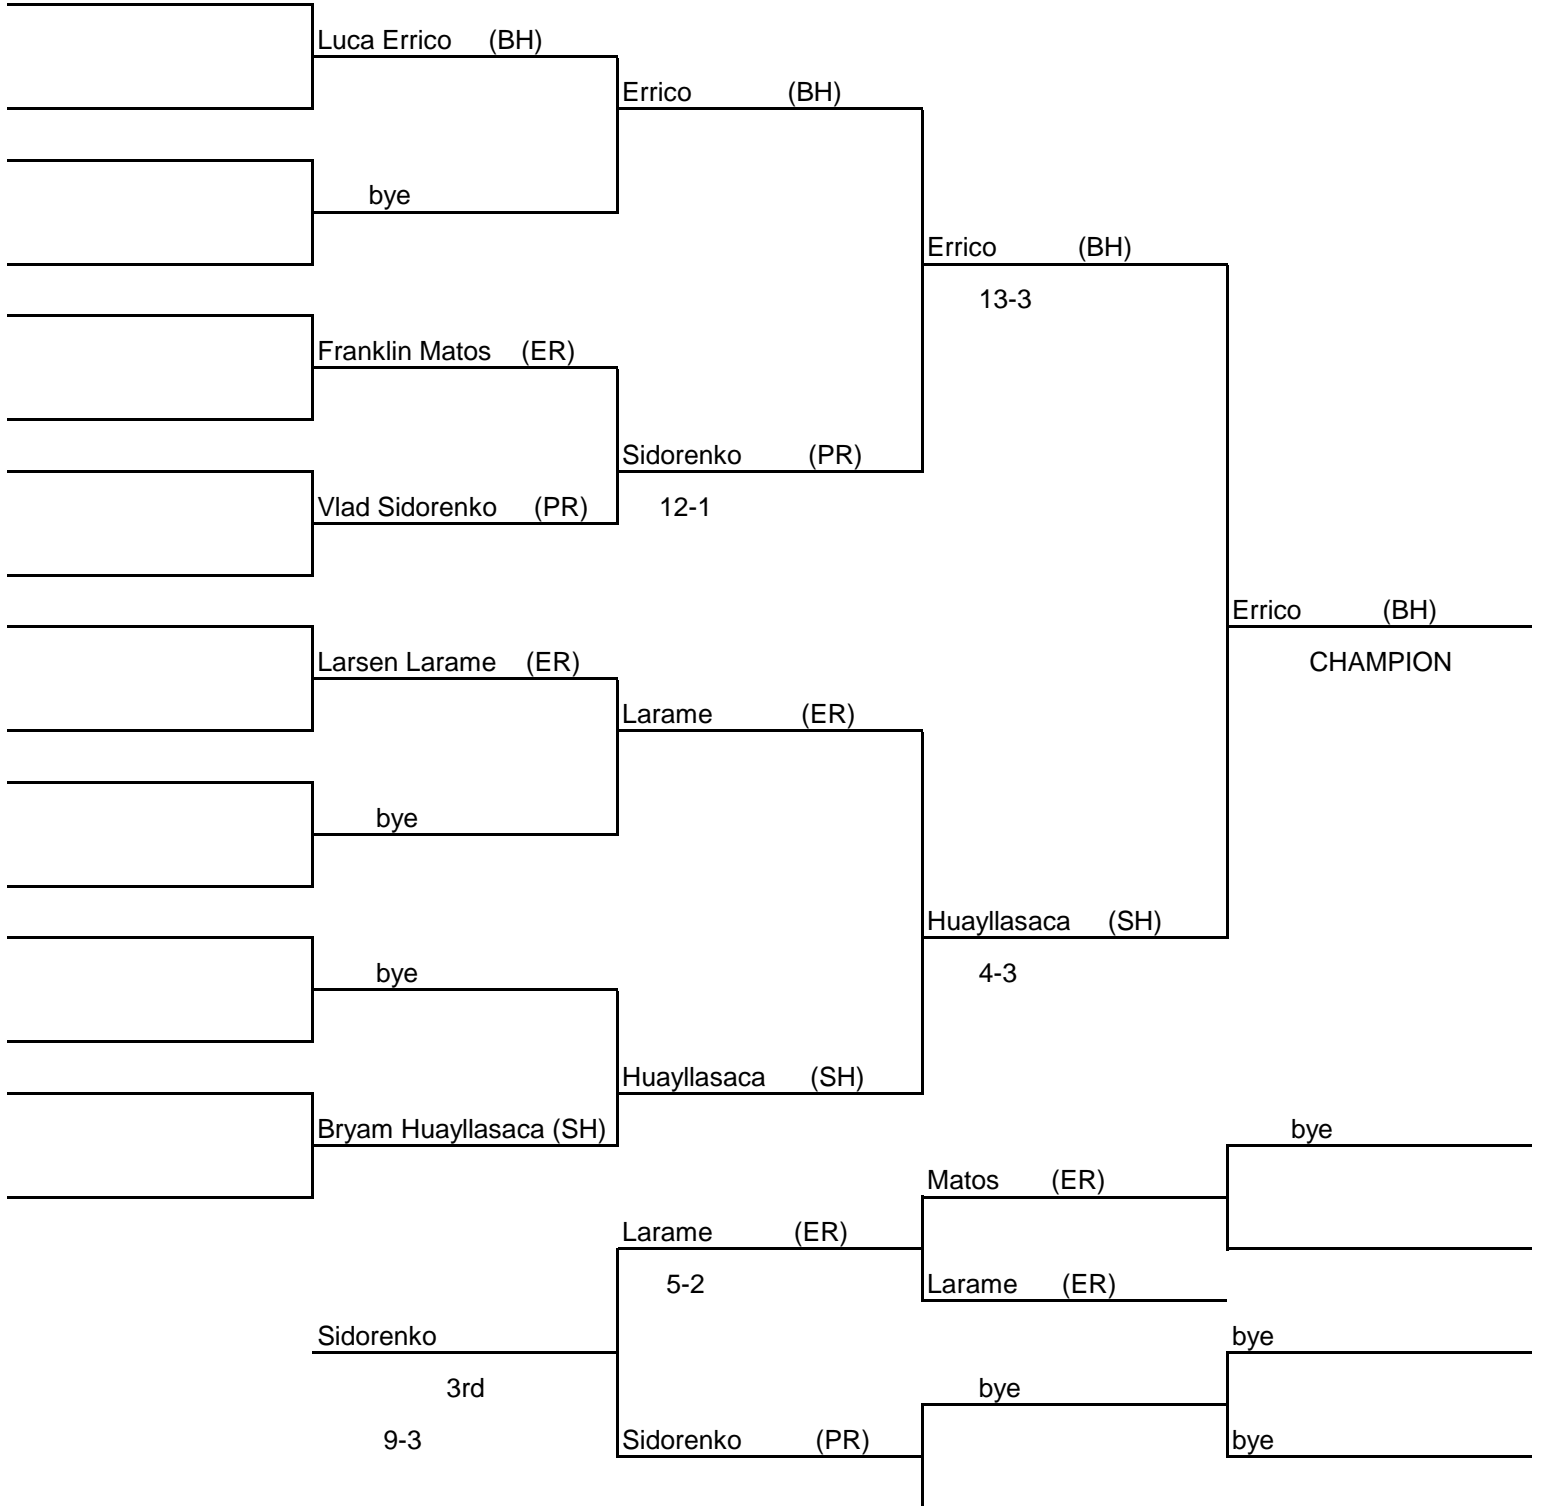 Luca Errico (BH)
Errico (BH)
bye
Errico (BH)
13-3
Franklin Matos (ER)
Sidorenko (PR)
Vlad Sidorenko (PR) 12-1
Errico (BH)
Larsen Larame (ER) CHAMPION
Larame (ER)
bye
Huayllasaca (SH)
bye 4-3
Huayllasaca (SH)
Bryam Huayllasaca (SH) bye
Matos (ER)
Larame (ER)
5-2 Larame (ER)
Sidorenko bye
3rd bye
9-3 Sidorenko (PR) bye